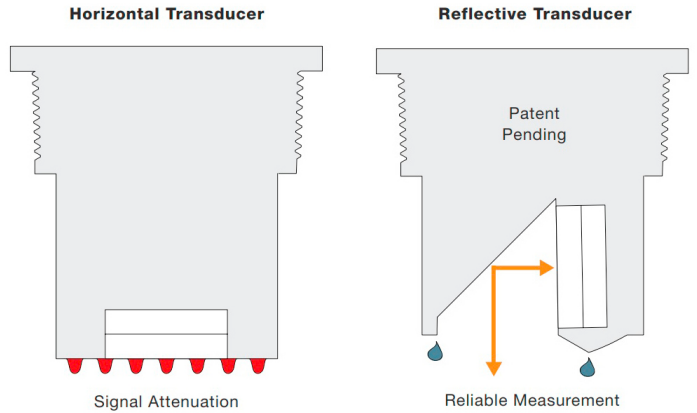 Horizontal Transducer
Reflective Transducer
Patent
Pending
Signal Attenuation
Reliable Measurement